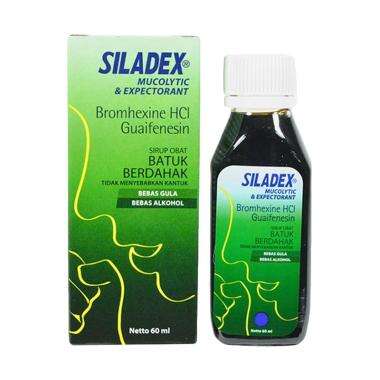 SILADEX®
MUCOLYTIC
& EXPECTORANT
Bromhexine HCl
Guaifenesin
SIRUP OBAT
BATUK
BERDAHAK
TIDAK MENYEBABKAN KANTUK
BEBAS GULA
BEBAS ALKOHOL
Netto 60 ml
SILADEX®
MUCOLYTIC
& EXPECTORANT
Bromhexine HCl
Guaifenesin
SIRUP OBAT
BATUK
BERDAHAK
TIDAK MENYEBABKAN KANTUK
BEBAS GULA
BEBAS ALKOHOL
Netto 60 ml